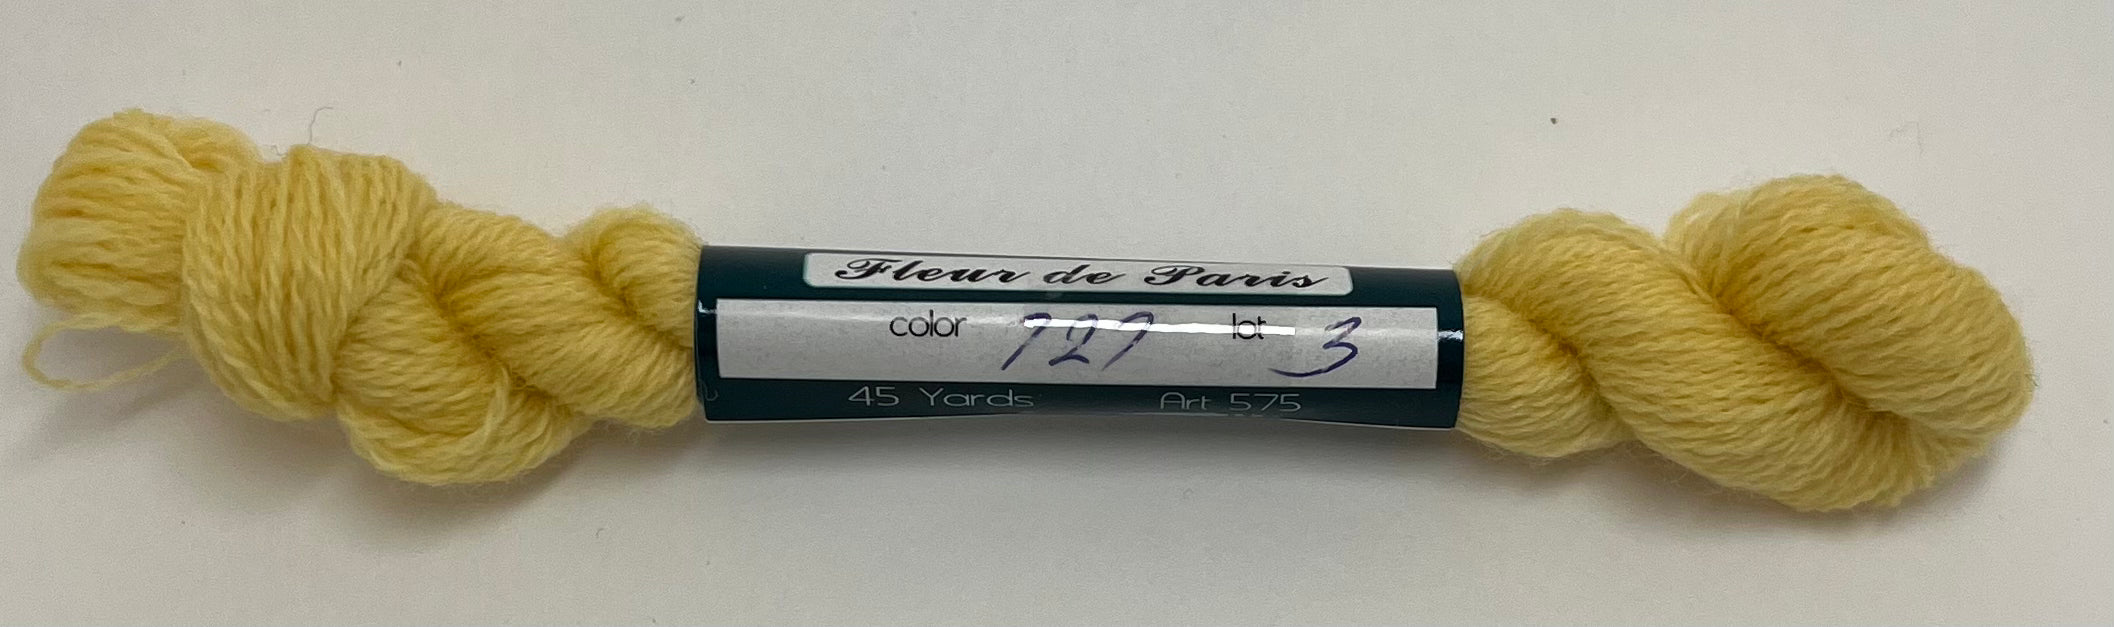 Fleur de Paris
color 727 lot 3
45 Yards Art 575